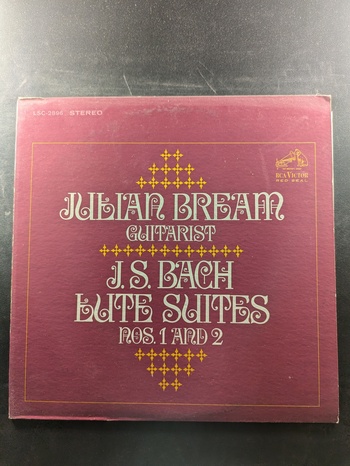 LSC-2896 STEREO
RCA VICTOR
RED SEAL
JULIAN BREAM
GUITARIST
J.S. BACH
LUTE SUITES
NOS. 1 AND 2